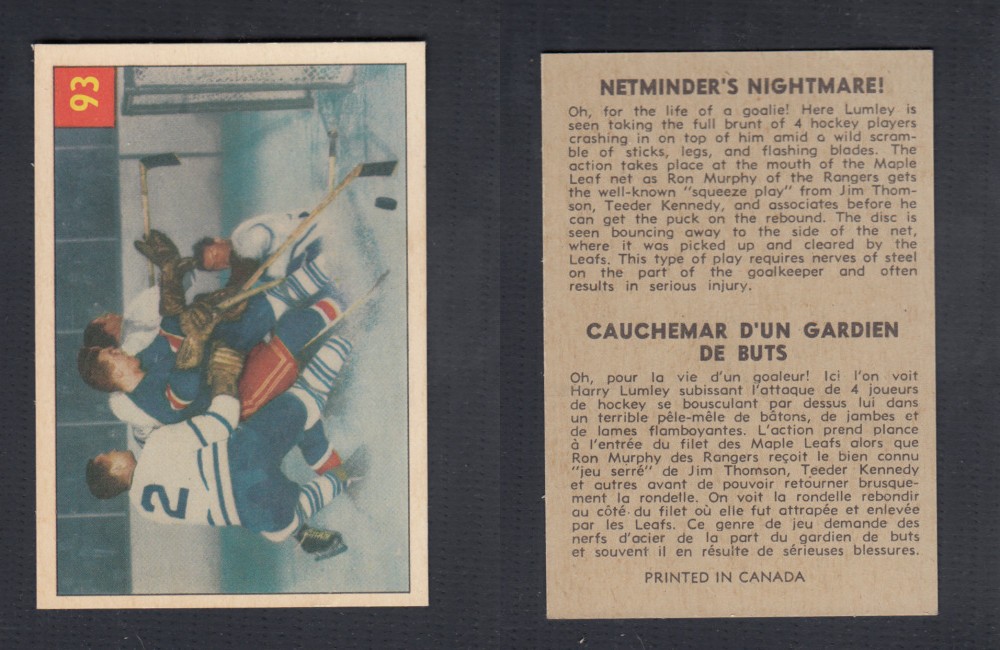 93
2
NETMINDER'S NIGHTMARE!
Oh, for the life of a goalie! Here Lumley is
seen taking the full brunt of 4 hockey players
crashing in on top of him amid a wild scram-
ble of sticks, legs, and flashing blades. The
action takes place at the mouth of the Maple
Leaf net as Ron Murphy of the Rangers gets
the well-known "squeeze play" from Jim Thom-
son, Teeder Kennedy, and associates before he
can get the puck on the rebound. The disc is
seen bouncing away to the side of the net,
where it was picked up and cleared by the
Leafs. This type of play requires nerves of steel
on the part of the goalkeeper and often
results in serious injury.
CAUCHEMAR D'UN GARDIEN
DE BUTS
Oh, pour la vie d'un goaleur! Ici l'on voit
Harry Lumley subissant l'attaque de 4 joueurs
de hockey se bousculant par dessus lui dans
un terrible pêle-mêle de bâtons, de jambes et
de lames flamboyantes. L'action prend plance
à l'entrée du filet des Maple Leafs alors que
Ron Murphy des Rangers reçoit le bien connu
"jeu serré" de Jim Thomson, Teeder Kennedy
et autres avant de pouvoir retourner brusque-
ment la rondelle. On voit la rondelle rebondir
au côté du filet où elle fut attrapée et enlevée
par les Leafs. Ce genre de jeu demande des
nerfs d'acier de la part du gardien de buts
et souvent il en résulte de sérieuses blessures.
PRINTED IN CANADA